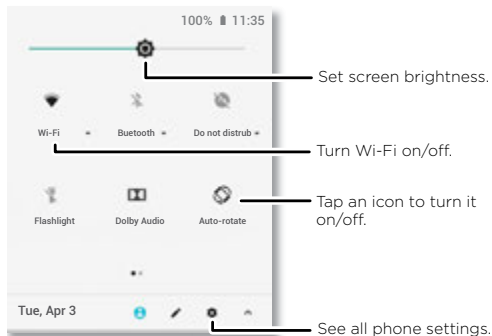 100% 11:35
Set screen brightness.
Wi-Fi
Buetooth
Do not distrub
Turn Wi-Fi on/off.
Flashlight
Dolby Audio
Auto-rotate
Tap an icon to turn it
on/off.
Tue, Apr 3
See all phone settings.